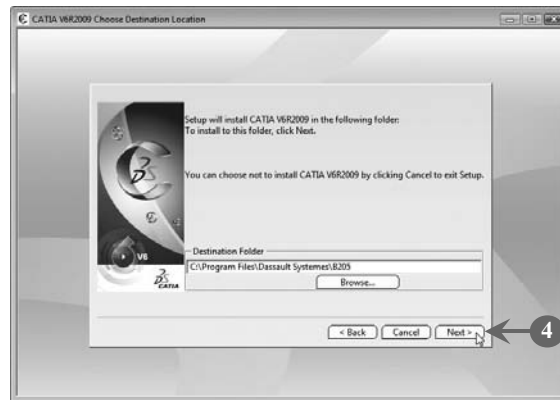 CATIA V6R2009 Choose Destination Location
Setup will install CATIA V6R2009 in the following folder:
To install to this folder, click Next.
You can choose not to install CATIA V6R2009 by clicking Cancel to exit Setup.
V6
CATIA
Destination Folder
C:\Program Files\Dassault Systemes\B205
Browse...
< Back
Cancel
Next >
4